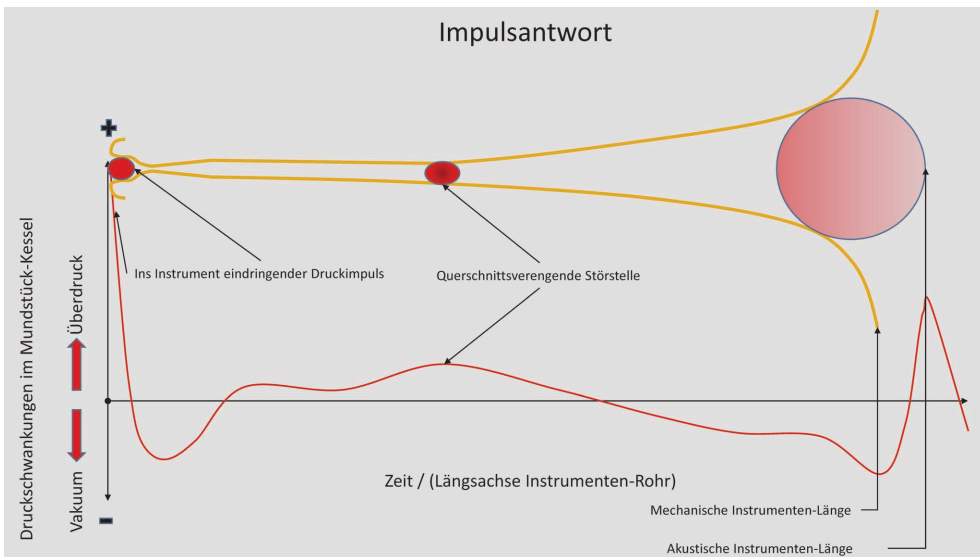 Impulsantwort
+
Ins Instrument eindringender Druckimpuls
Querschnittsverengende Störstelle
Druckschwankungen im Mundstück-Kessel
Überdruck
Vakuum
Zeit / (Längsachse Instrumenten-Rohr)
-
Mechanische Instrumenten-Länge
Akustische Instrumenten-Länge